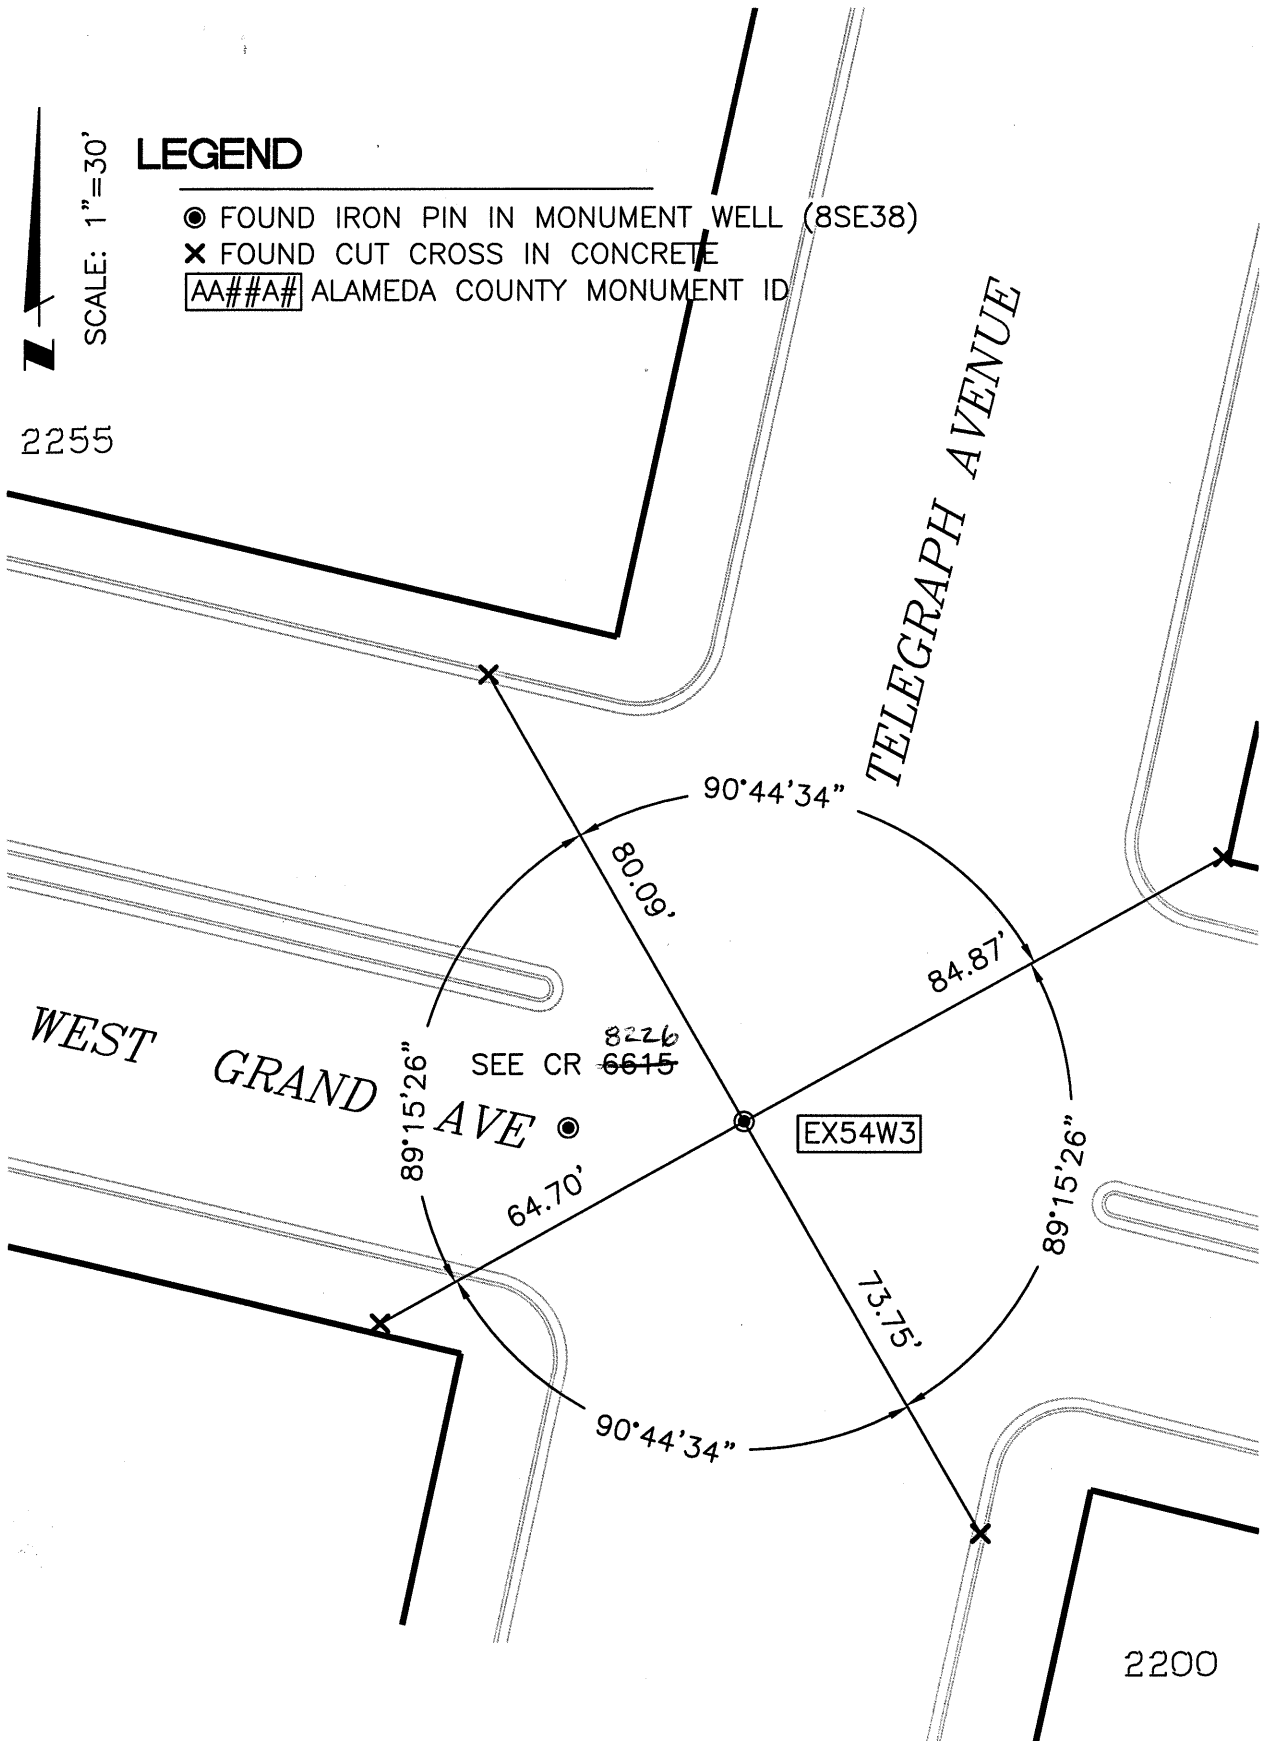 LEGEND
SCALE: 1"=30'
FOUND IRON PIN IN MONUMENT WELL (8SE38)
FOUND CUT CROSS IN CONCRETE
AA##A# ALAMEDA COUNTY MONUMENT ID
N
2255
TELEGRAPH AVENUE
90°44'34"
80.09'
84.87'
WEST GRAND AVE
8226
SEE CR 6615
89°15'26"
EX54W3
89°15'26"
64.70'
73.75'
90°44'34"
2200